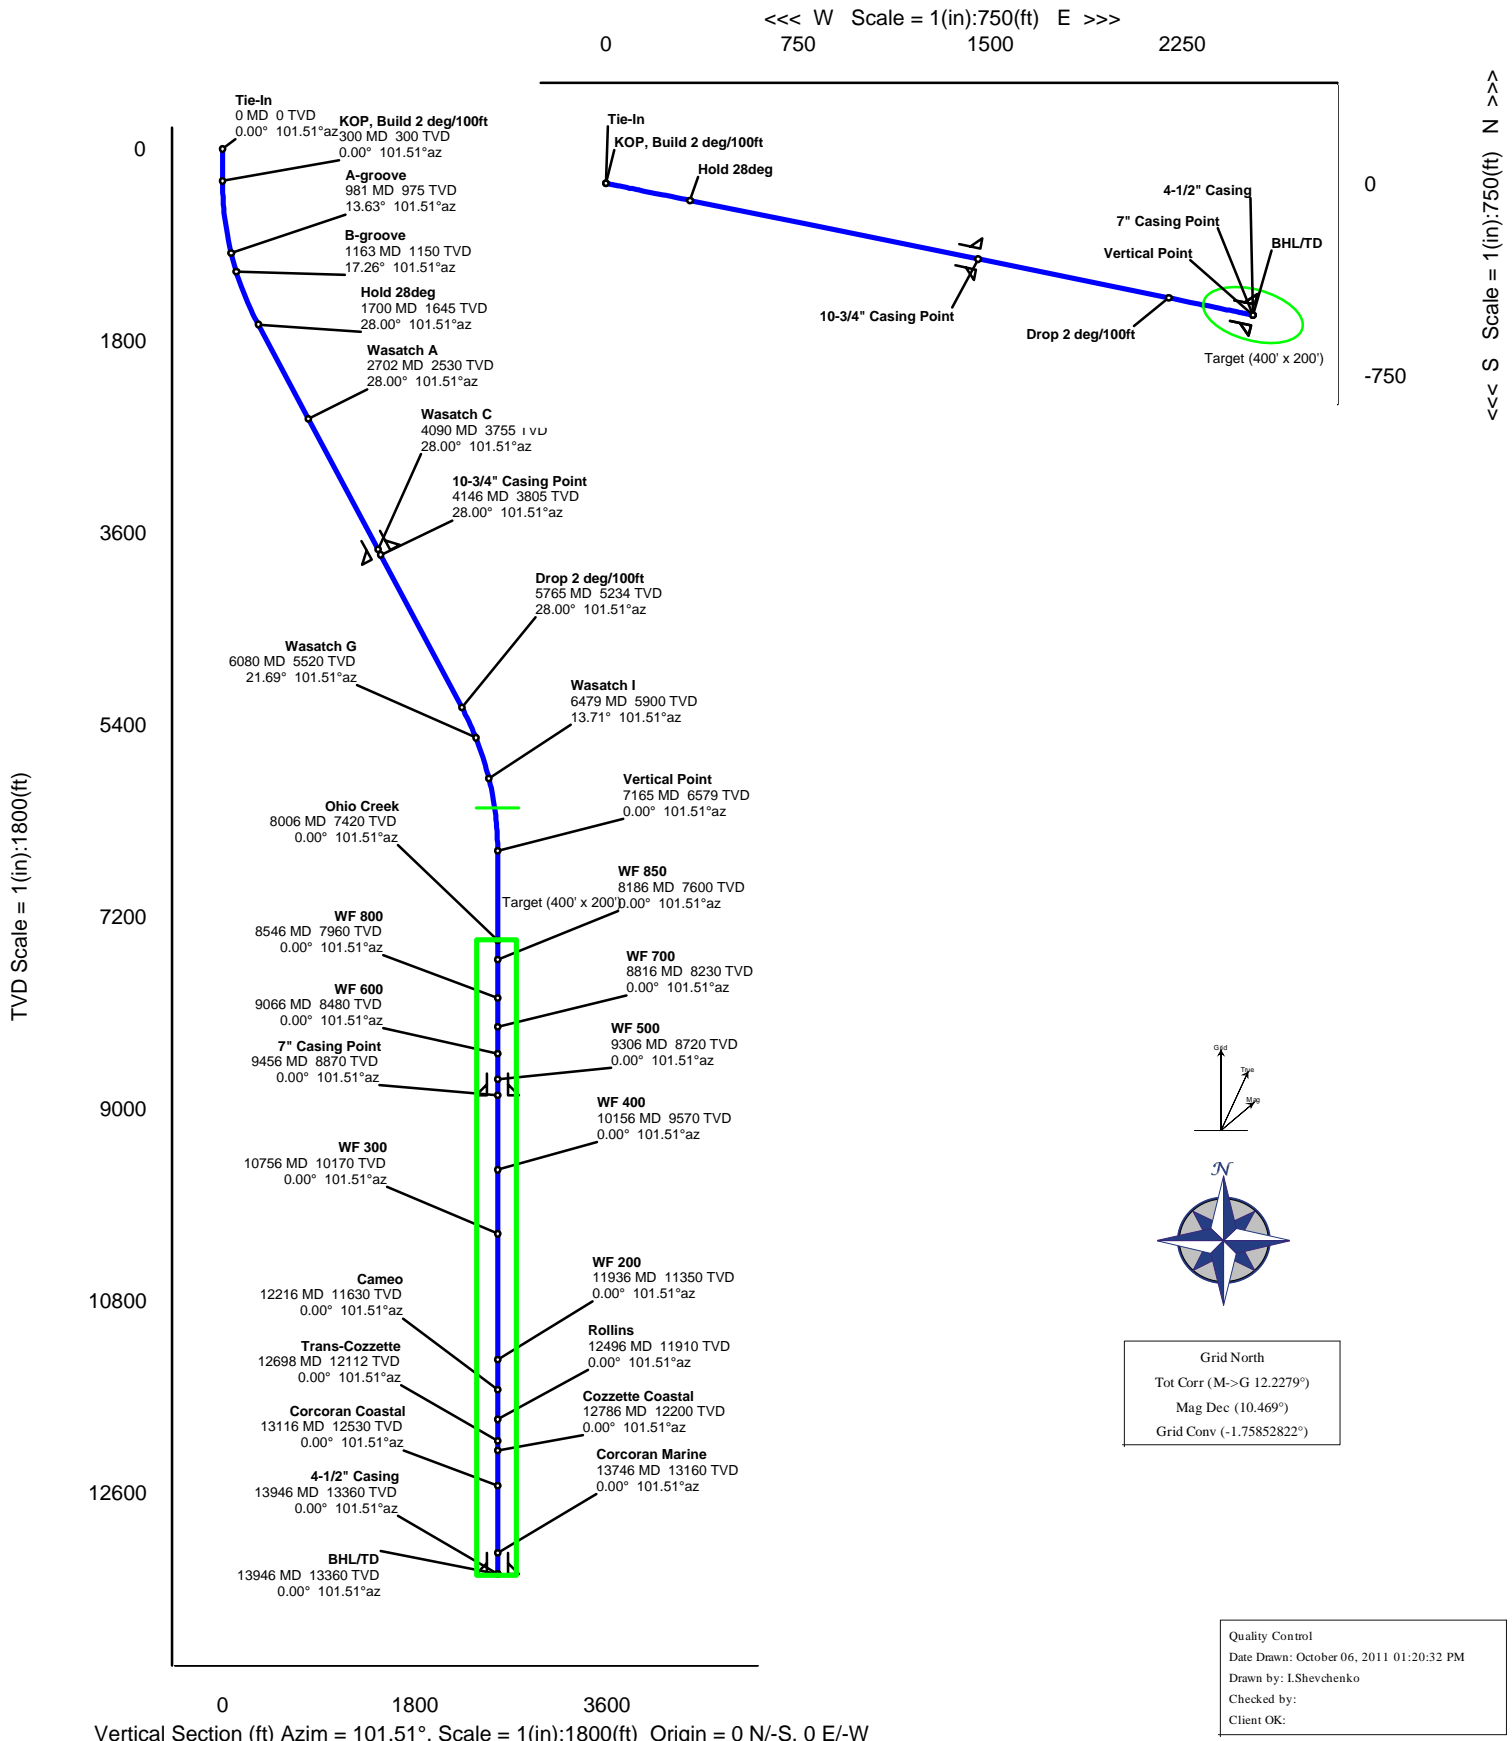 <<< W Scale = 1(in):750(ft) E >>>
0 750 1500 2250
Tie-In
0 MD 0 TVD
0.00° 101.51°az
KOP, Build 2 deg/100ft
300 MD 300 TVD
0.00° 101.51°az
A-groove
981 MD 975 TVD
13.63° 101.51°az
B-groove
1163 MD 1150 TVD
17.26° 101.51°az
Hold 28deg
1700 MD 1645 TVD
28.00° 101.51°az
Wasatch A
2702 MD 2530 TVD
28.00° 101.51°az
Wasatch C
4090 MD 3755 TVD
28.00° 101.51°az
10-3/4" Casing Point
4146 MD 3805 TVD
28.00° 101.51°az
Drop 2 deg/100ft
5765 MD 5234 TVD
28.00° 101.51°az
Wasatch G
6080 MD 5520 TVD
21.69° 101.51°az
Wasatch I
6479 MD 5900 TVD
13.71° 101.51°az
Vertical Point
7165 MD 6579 TVD
0.00° 101.51°az
Ohio Creek
8006 MD 7420 TVD
0.00° 101.51°az
WF 850
8186 MD 7600 TVD
0.00° 101.51°az
Target (400' x 200')
WF 800
8546 MD 7960 TVD
0.00° 101.51°az
WF 700
8816 MD 8230 TVD
0.00° 101.51°az
WF 600
9066 MD 8480 TVD
0.00° 101.51°az
WF 500
9306 MD 8720 TVD
0.00° 101.51°az
7" Casing Point
9456 MD 8870 TVD
0.00° 101.51°az
WF 400
10156 MD 9570 TVD
0.00° 101.51°az
WF 300
10756 MD 10170 TVD
0.00° 101.51°az
WF 200
11936 MD 11350 TVD
0.00° 101.51°az
Cameo
12216 MD 11630 TVD
0.00° 101.51°az
Rollins
12496 MD 11910 TVD
0.00° 101.51°az
Trans-Cozzette
12698 MD 12112 TVD
0.00° 101.51°az
Cozzette Coastal
12786 MD 12200 TVD
0.00° 101.51°az
Corcoran Coastal
13116 MD 12530 TVD
0.00° 101.51°az
Corcoran Marine
13746 MD 13160 TVD
0.00° 101.51°az
4-1/2" Casing
13946 MD 13360 TVD
0.00° 101.51°az
BHL/TD
13946 MD 13360 TVD
0.00° 101.51°az
0
1800
3600
5400
7200
9000
10800
12600
TVD Scale = 1(in):1800(ft)
0 1800 3600
Vertical Section (ft) Azim = 101.51°, Scale = 1(in):1800(ft) Origin = 0 N/-S, 0 E/-W
Tie-In
KOP, Build 2 deg/100ft
Hold 28deg
10-3/4" Casing Point
Drop 2 deg/100ft
4-1/2" Casing
7" Casing Point
Vertical Point
BHL/TD
Target (400' x 200')
0
-750
<<< S Scale = 1(in):750(ft) N >>>
Grid
True
Mag
N
Grid North
Tot Corr (M->G 12.2279°)
Mag Dec (10.469°)
Grid Conv (-1.75852822°)
Quality Control
Date Drawn: October 06, 2011 01:20:32 PM
Drawn by: I.Shevchenko
Checked by:
Client OK: